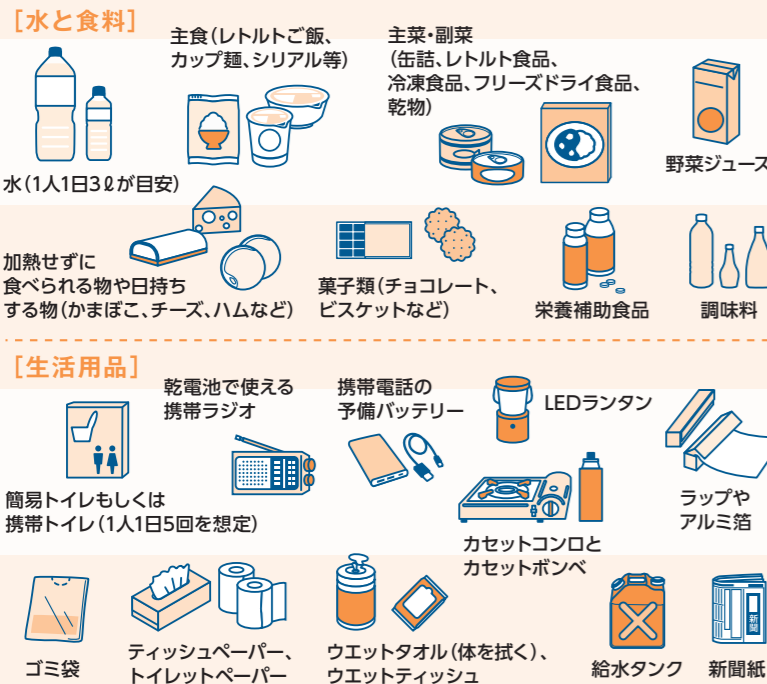 ［水と食料］
主食（レトルトご飯、
カップ麺、シリアル等）
主菜・副菜
（缶詰、レトルト食品、
冷凍食品、フリーズドライ食品、
乾物）
野菜ジュース
水（1人1日3ℓが目安）
加熱せずに
食べられる物や日持ち
する物（かまぼこ、チーズ、ハムなど）
菓子類（チョコレート、
ビスケットなど）
栄養補助食品
調味料
［生活用品］
乾電池で使える
携帯ラジオ
携帯電話の
予備バッテリー
LEDランタン
簡易トイレもしくは
携帯トイレ（1人1日5回を想定）
カセットコンロと
カセットボンベ
ラップや
アルミ箔
ゴミ袋
ティッシュペーパー、
トイレットペーパー
ウエットタオル（体を拭く）、
ウエットティッシュ
給水タンク
新聞
新聞紙